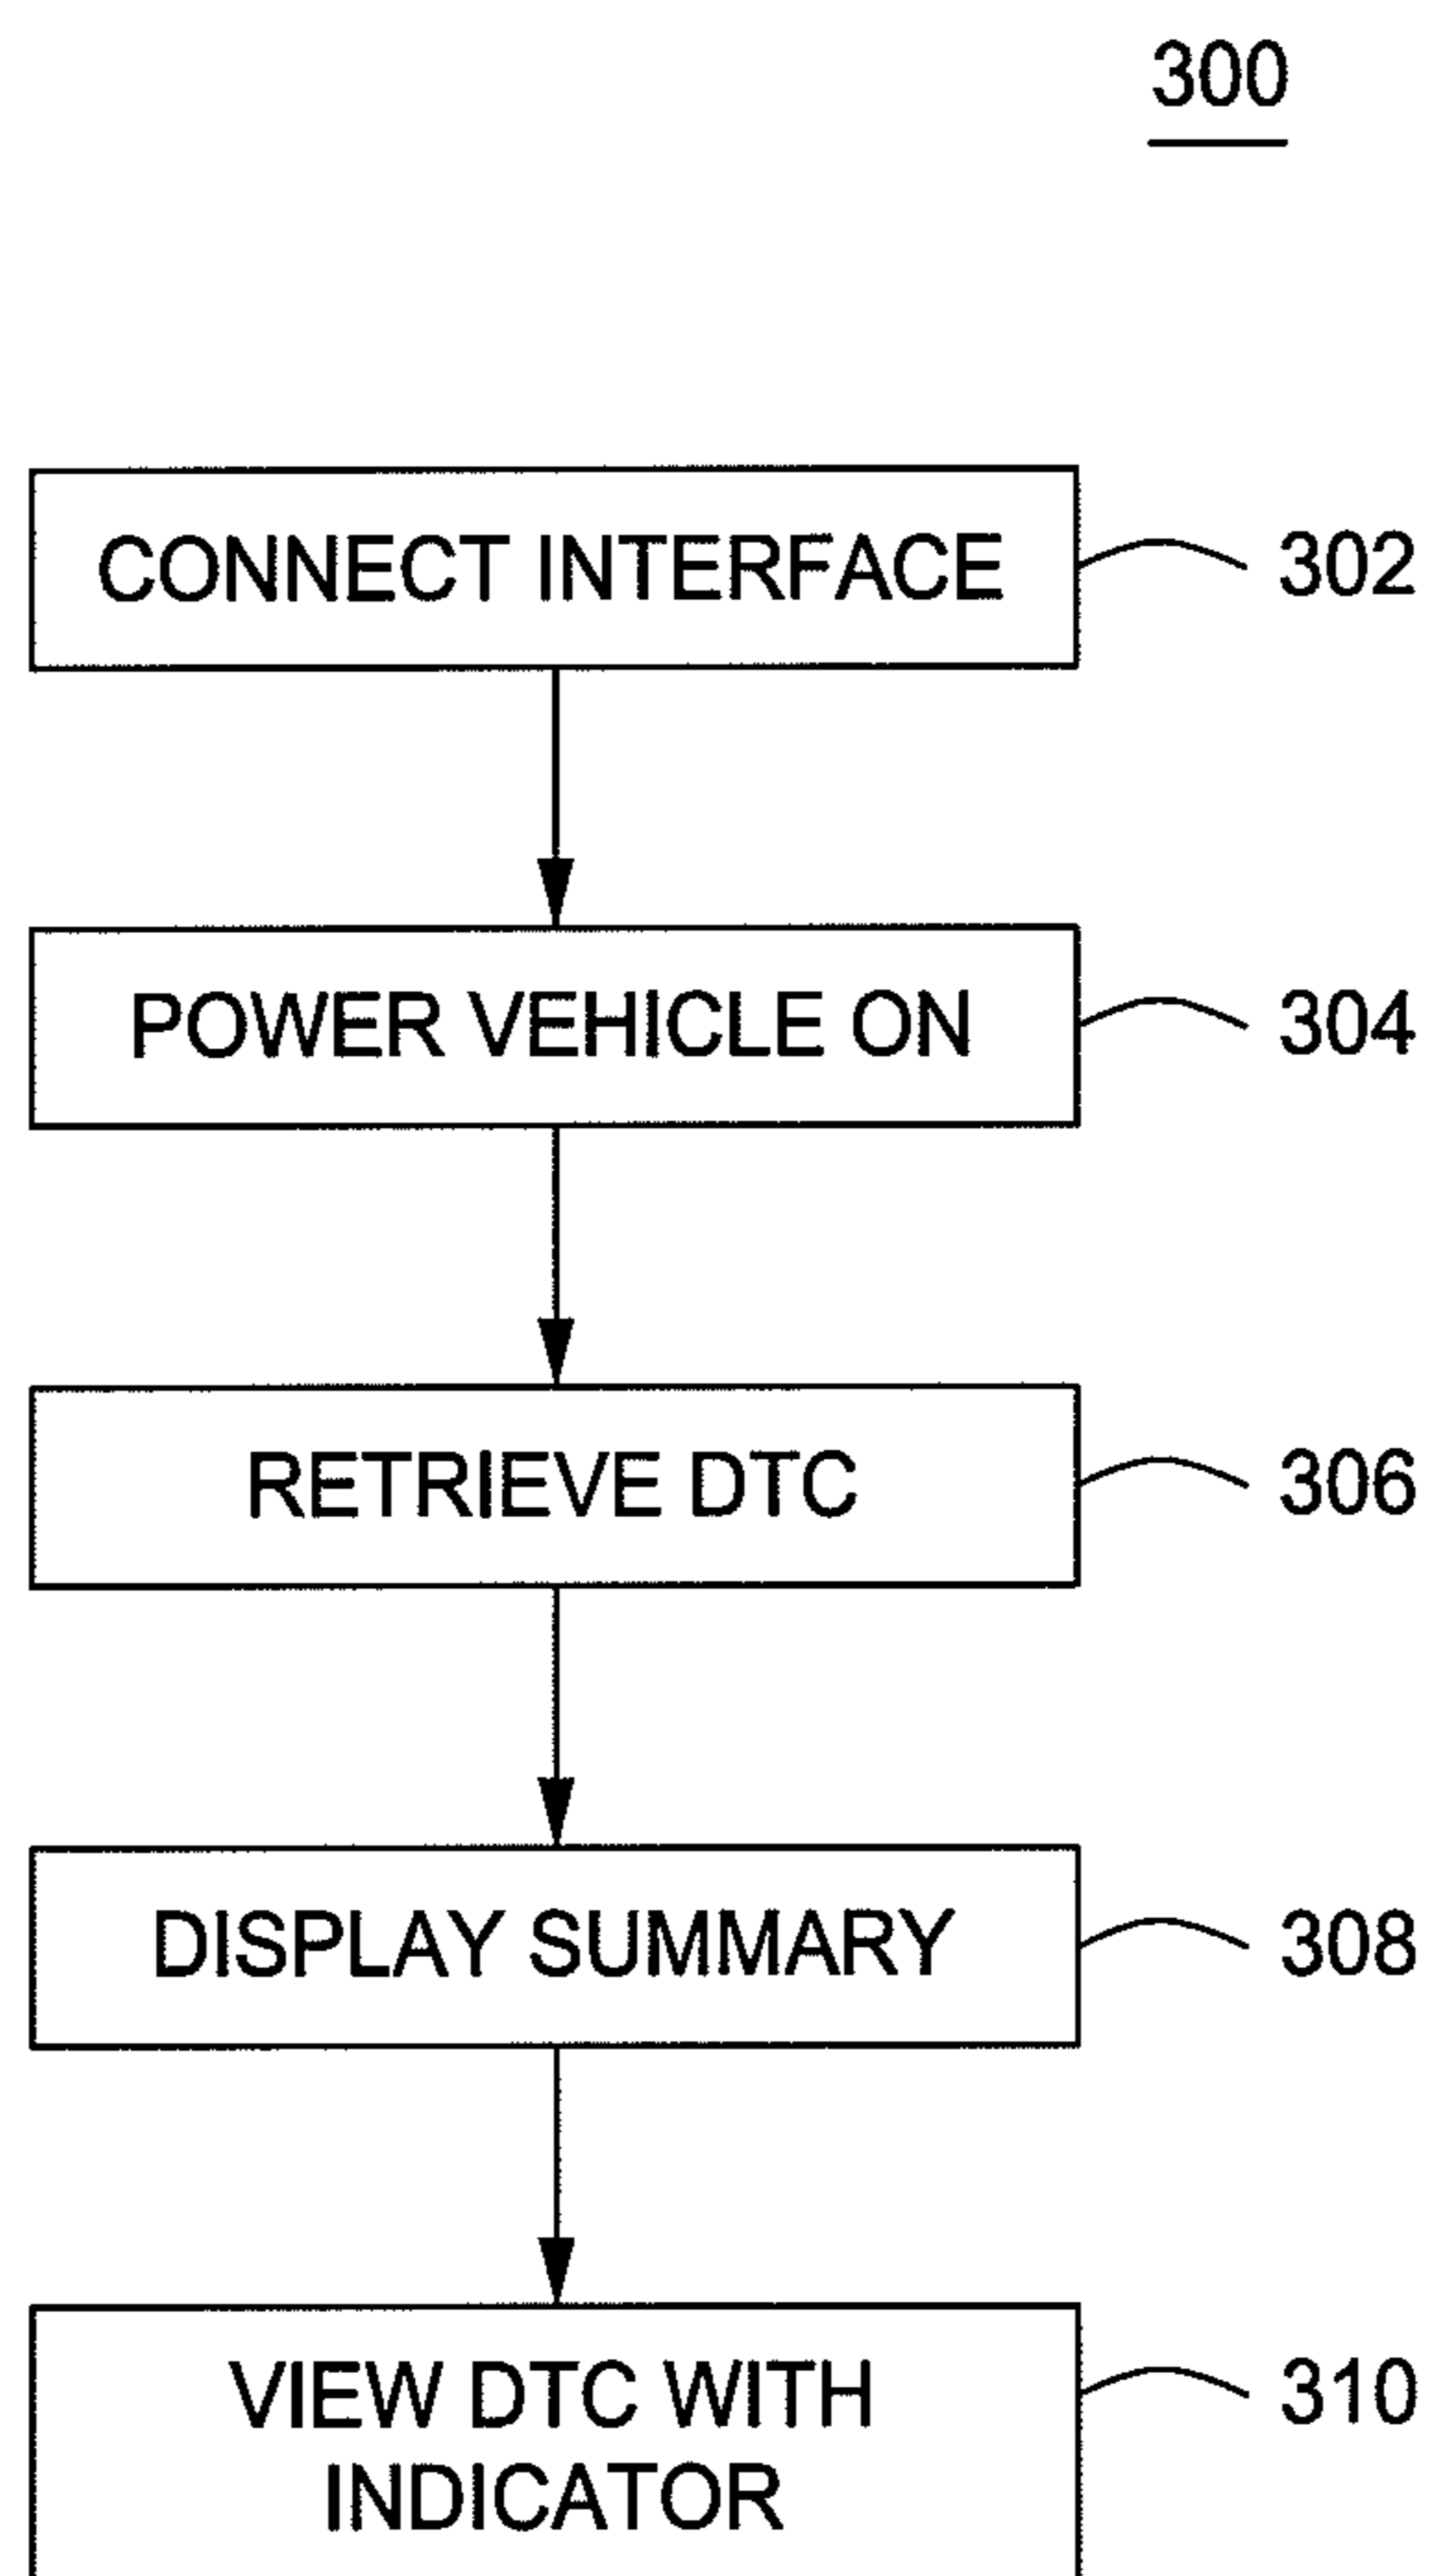 300
CONNECT INTERFACE
302
POWER VEHICLE ON
304
RETRIEVE DTC
306
DISPLAY SUMMARY
308
VIEW DTC WITH
INDICATOR
310